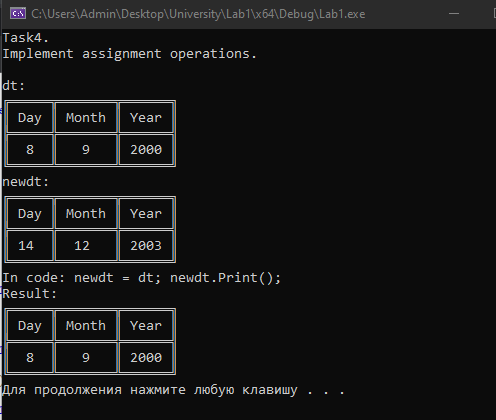 C:\Users\Admin\Desktop\University\Lab1\x64\Debug\Lab1.exe
Task4.
Implement assignment operations.
dt:
Day Month Year
8 9 2000
newdt:
Day Month Year
14 12 2003
In code: newdt = dt; newdt.Print();
Result:
Day Month Year
8 9 2000
Для продолжения нажмите любую клавишу . . .